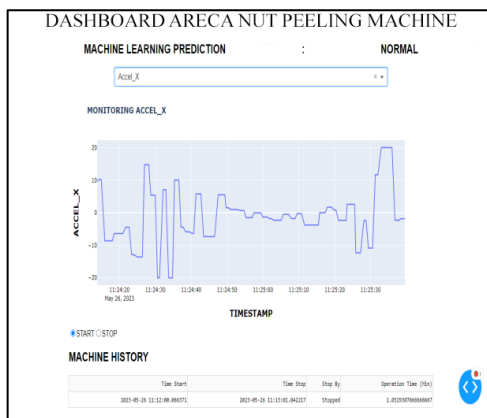 DASHBOARD ARECA NUT PEELING MACHINE
MACHINE LEARNING PREDICTION : NORMAL
Accel_X × ▾
MONITORING ACCEL_X
20
10
0
−10
−20
ACCEL_X
11:24:20 11:24:30 11:24:40 11:24:50 11:25:00 11:25:10 11:25:20 11:25:30
May 26, 2023
TIMESTAMP
START STOP
MACHINE HISTORY
Time Start Time Stop Stop By Operation Time (Min)
2023-05-26 11:12:00.066371 2023-05-26 11:13:02.042217 Stopped